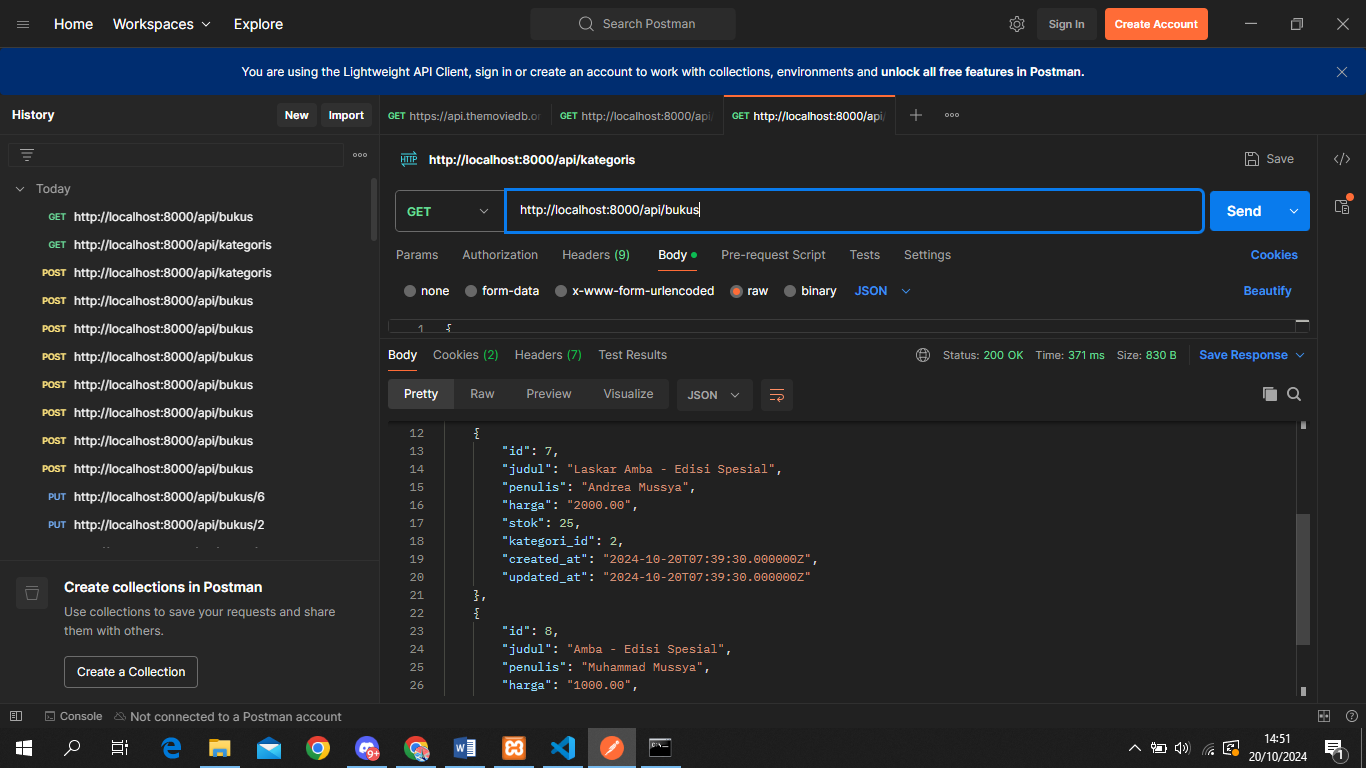 Home Workspaces Explore Search Postman Sign In Create Account
You are using the Lightweight API Client, sign in or create an account to work with collections, environments and unlock all free features in Postman.
History New Import
GET https://api.themoviedb.or GET http://localhost:8000/api/ GET http://localhost:8000/api/
HTTP http://localhost:8000/api/kategoris Save
Today
GET http://localhost:8000/api/bukus
GET http://localhost:8000/api/kategoris
POST http://localhost:8000/api/kategoris
POST http://localhost:8000/api/bukus
POST http://localhost:8000/api/bukus
POST http://localhost:8000/api/bukus
POST http://localhost:8000/api/bukus
POST http://localhost:8000/api/bukus
POST http://localhost:8000/api/bukus
POST http://localhost:8000/api/bukus
PUT http://localhost:8000/api/bukus/6
PUT http://localhost:8000/api/bukus/2
Create collections in Postman
Use collections to save your requests and share
them with others.
Create a Collection
GET http://localhost:8000/api/bukus Send
Params Authorization Headers (9) Body Pre-request Script Tests Settings Cookies
none form-data x-www-form-urlencoded raw binary JSON Beautify
1 {
Body Cookies (2) Headers (7) Test Results Status: 200 OK Time: 371 ms Size: 830 B Save Response
Pretty Raw Preview Visualize JSON
12 {
13 "id": 7,
14 "judul": "Laskar Amba - Edisi Spesial",
15 "penulis": "Andrea Mussya",
16 "harga": "2000.00",
17 "stok": 25,
18 "kategori_id": 2,
19 "created_at": "2024-10-20T07:39:30.000000Z",
20 "updated_at": "2024-10-20T07:39:30.000000Z"
21 },
22 {
23 "id": 8,
24 "judul": "Amba - Edisi Spesial",
25 "penulis": "Muhammad Mussya",
26 "harga": "1000.00",
Console Not connected to a Postman account
9+
14:51
20/10/2024
1